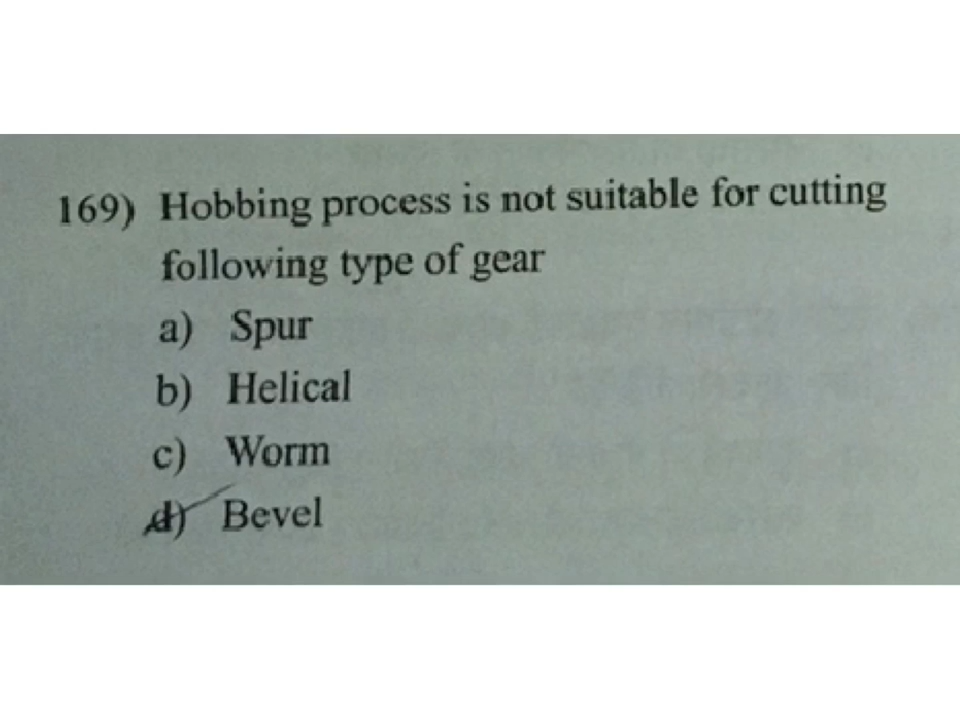 169) Hobbing process is not suitable for cutting
following type of gear
a) Spur
b) Helical
c) Worm
d) Bevel